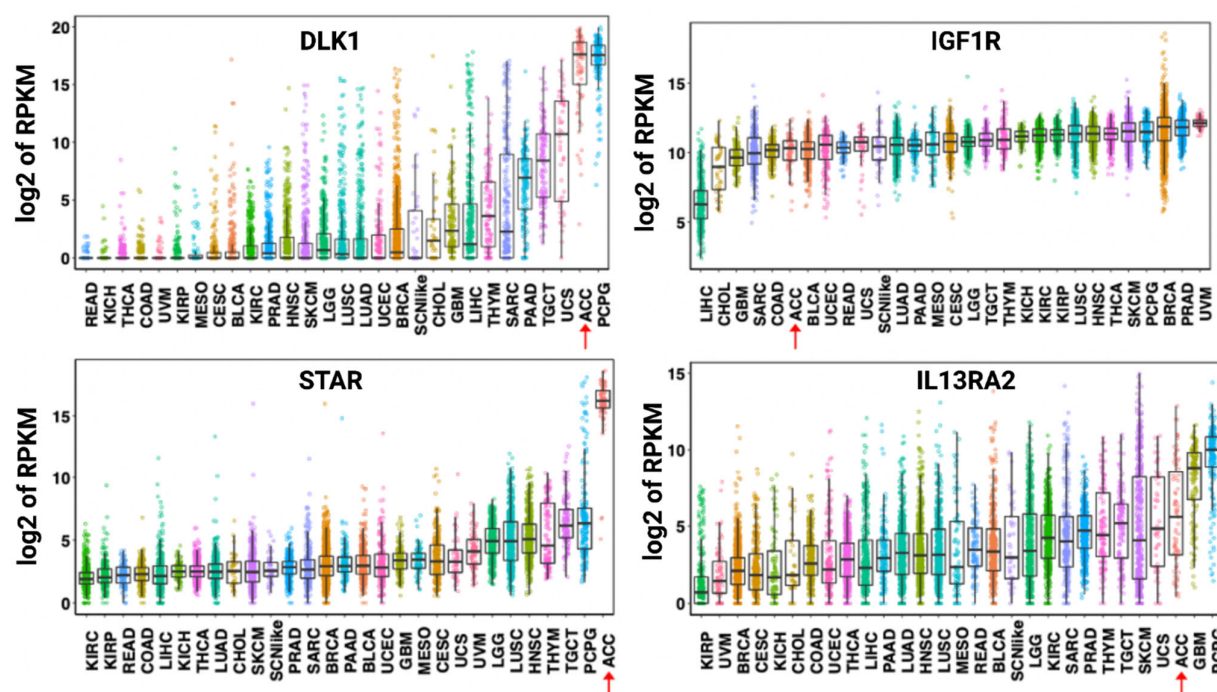 DLK1
log2 of RPKM
20
15
10
5
0
READ
KICH
THCA
COAD
UVM
KIRP
MESO
CESC
BLCA
KIRC
PRAD
HNSC
SKCM
LGG
LUSC
LUAD
UCEC
BRCA
SCNlike
CHOL
GBM
LIHC
THYM
SARC
PAAD
TGCT
UCS
ACC
PCPG
IGF1R
log2 of RPKM
15
10
5
LIHC
CHOL
GBM
SARC
COAD
ACC
BLCA
UCEC
READ
UCS
SCNlike
LUAD
PAAD
MESO
CESC
LGG
TGCT
THYM
KICH
KIRC
KIRP
LUSC
HNSC
THCA
SKCM
PCPG
BRCA
PRAD
UVM
STAR
log2 of RPKM
15
10
5
0
KIRC
KIRP
READ
COAD
LIHC
KICH
THCA
LUAD
CHOL
SKCM
SCNlike
PRAD
SARC
BRCA
PAAD
BLCA
UCEC
GBM
MESO
CESC
UCS
UVM
LGG
LUSC
HNSC
THYM
TGCT
PCPG
ACC
IL13RA2
log2 of RPKM
15
10
5
0
KIRP
UVM
BRCA
CESC
KICH
CHOL
COAD
UCEC
THCA
LIHC
PAAD
LUAD
HNSC
LUSC
MESO
READ
BLCA
SCNlike
LGG
KIRC
SARC
PRAD
THYM
TGCT
SKCM
UCS
ACC
GBM